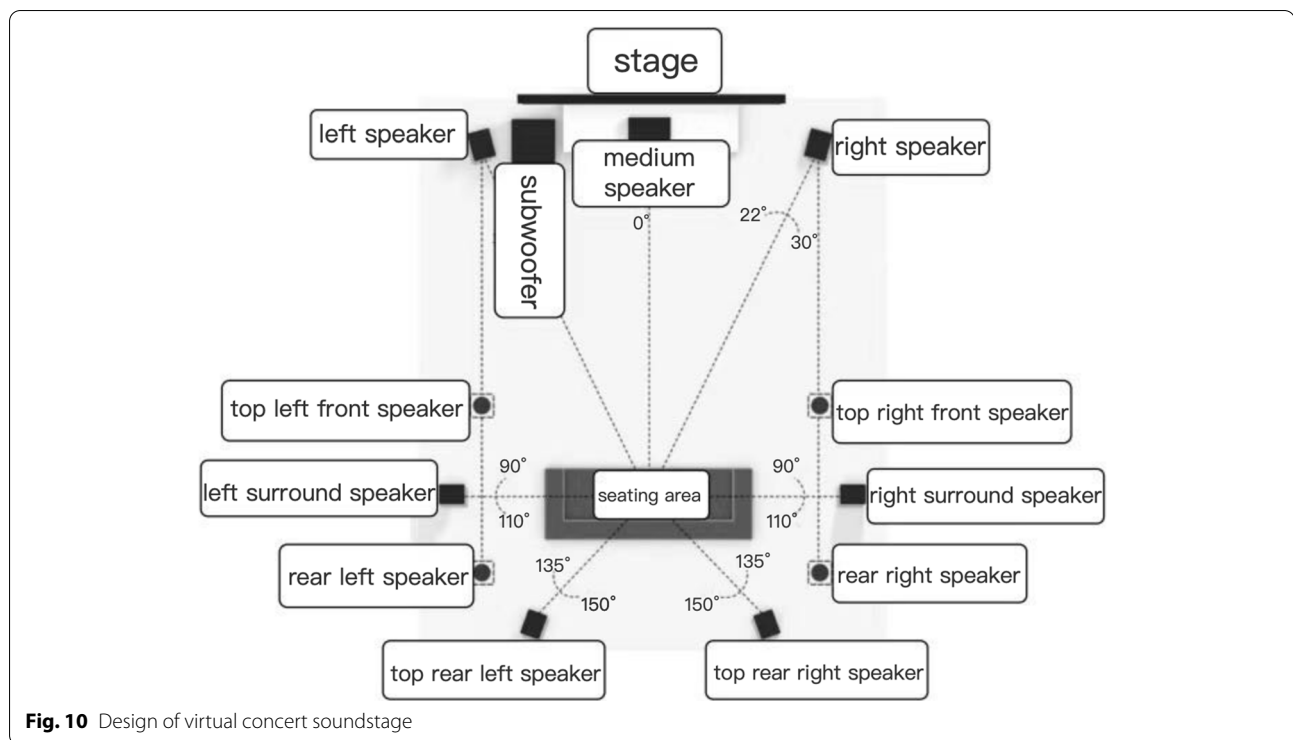 stage
left speaker
right speaker
medium
speaker
subwoofer
0°
22°
30°
top left front speaker
top right front speaker
left surround speaker
90°
seating area
90°
right surround speaker
110°
110°
rear left speaker
135°
135°
rear right speaker
150°
150°
top rear left speaker
top rear right speaker
Fig. 10 Design of virtual concert soundstage